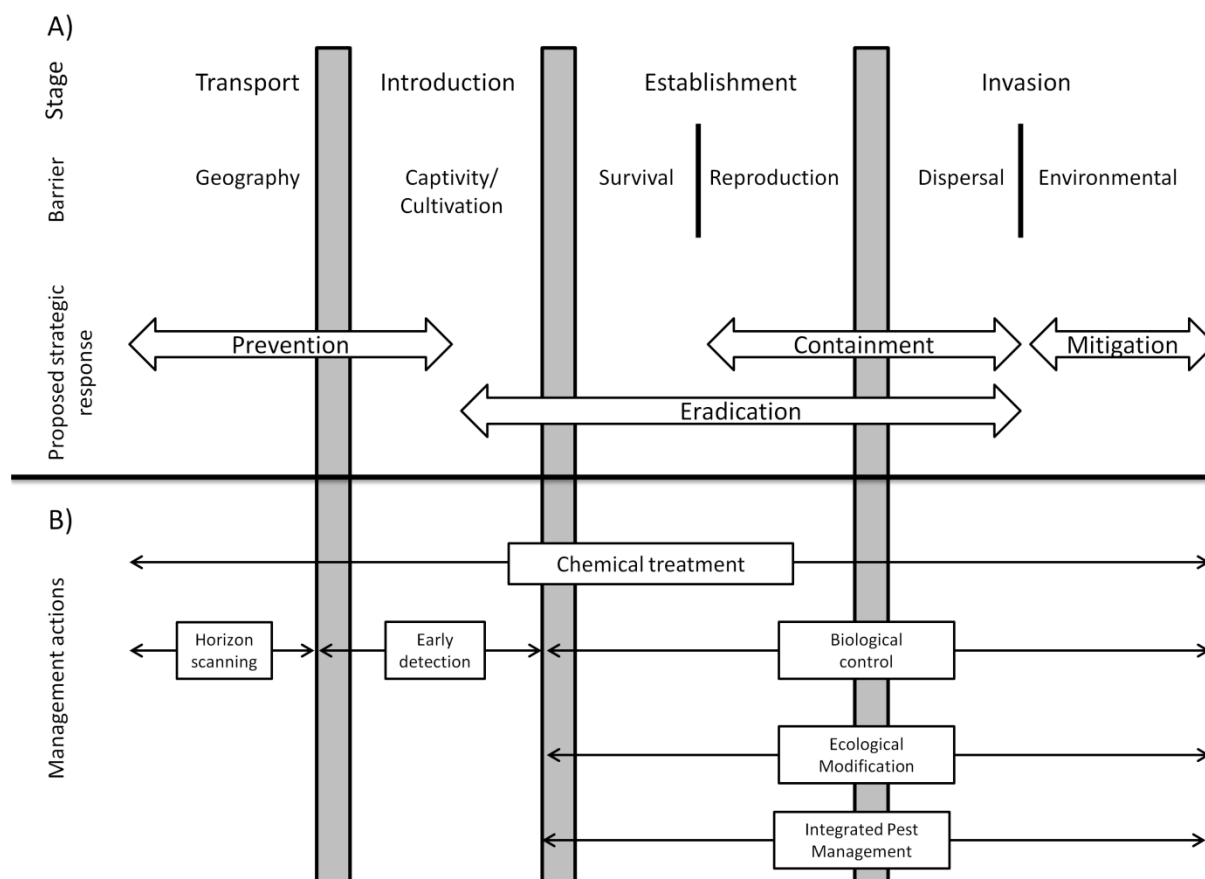 A)
Stage
Transport Introduction Establishment Invasion
Barrier
Geography Captivity/ Survival Reproduction Dispersal Environmental
Cultivation
Proposed strategic
response
Prevention Containment Mitigation
Eradication
B)
Management actions
Chemical treatment
Horizon Early Biological
scanning detection control
Ecological
Modification
Integrated Pest
Management